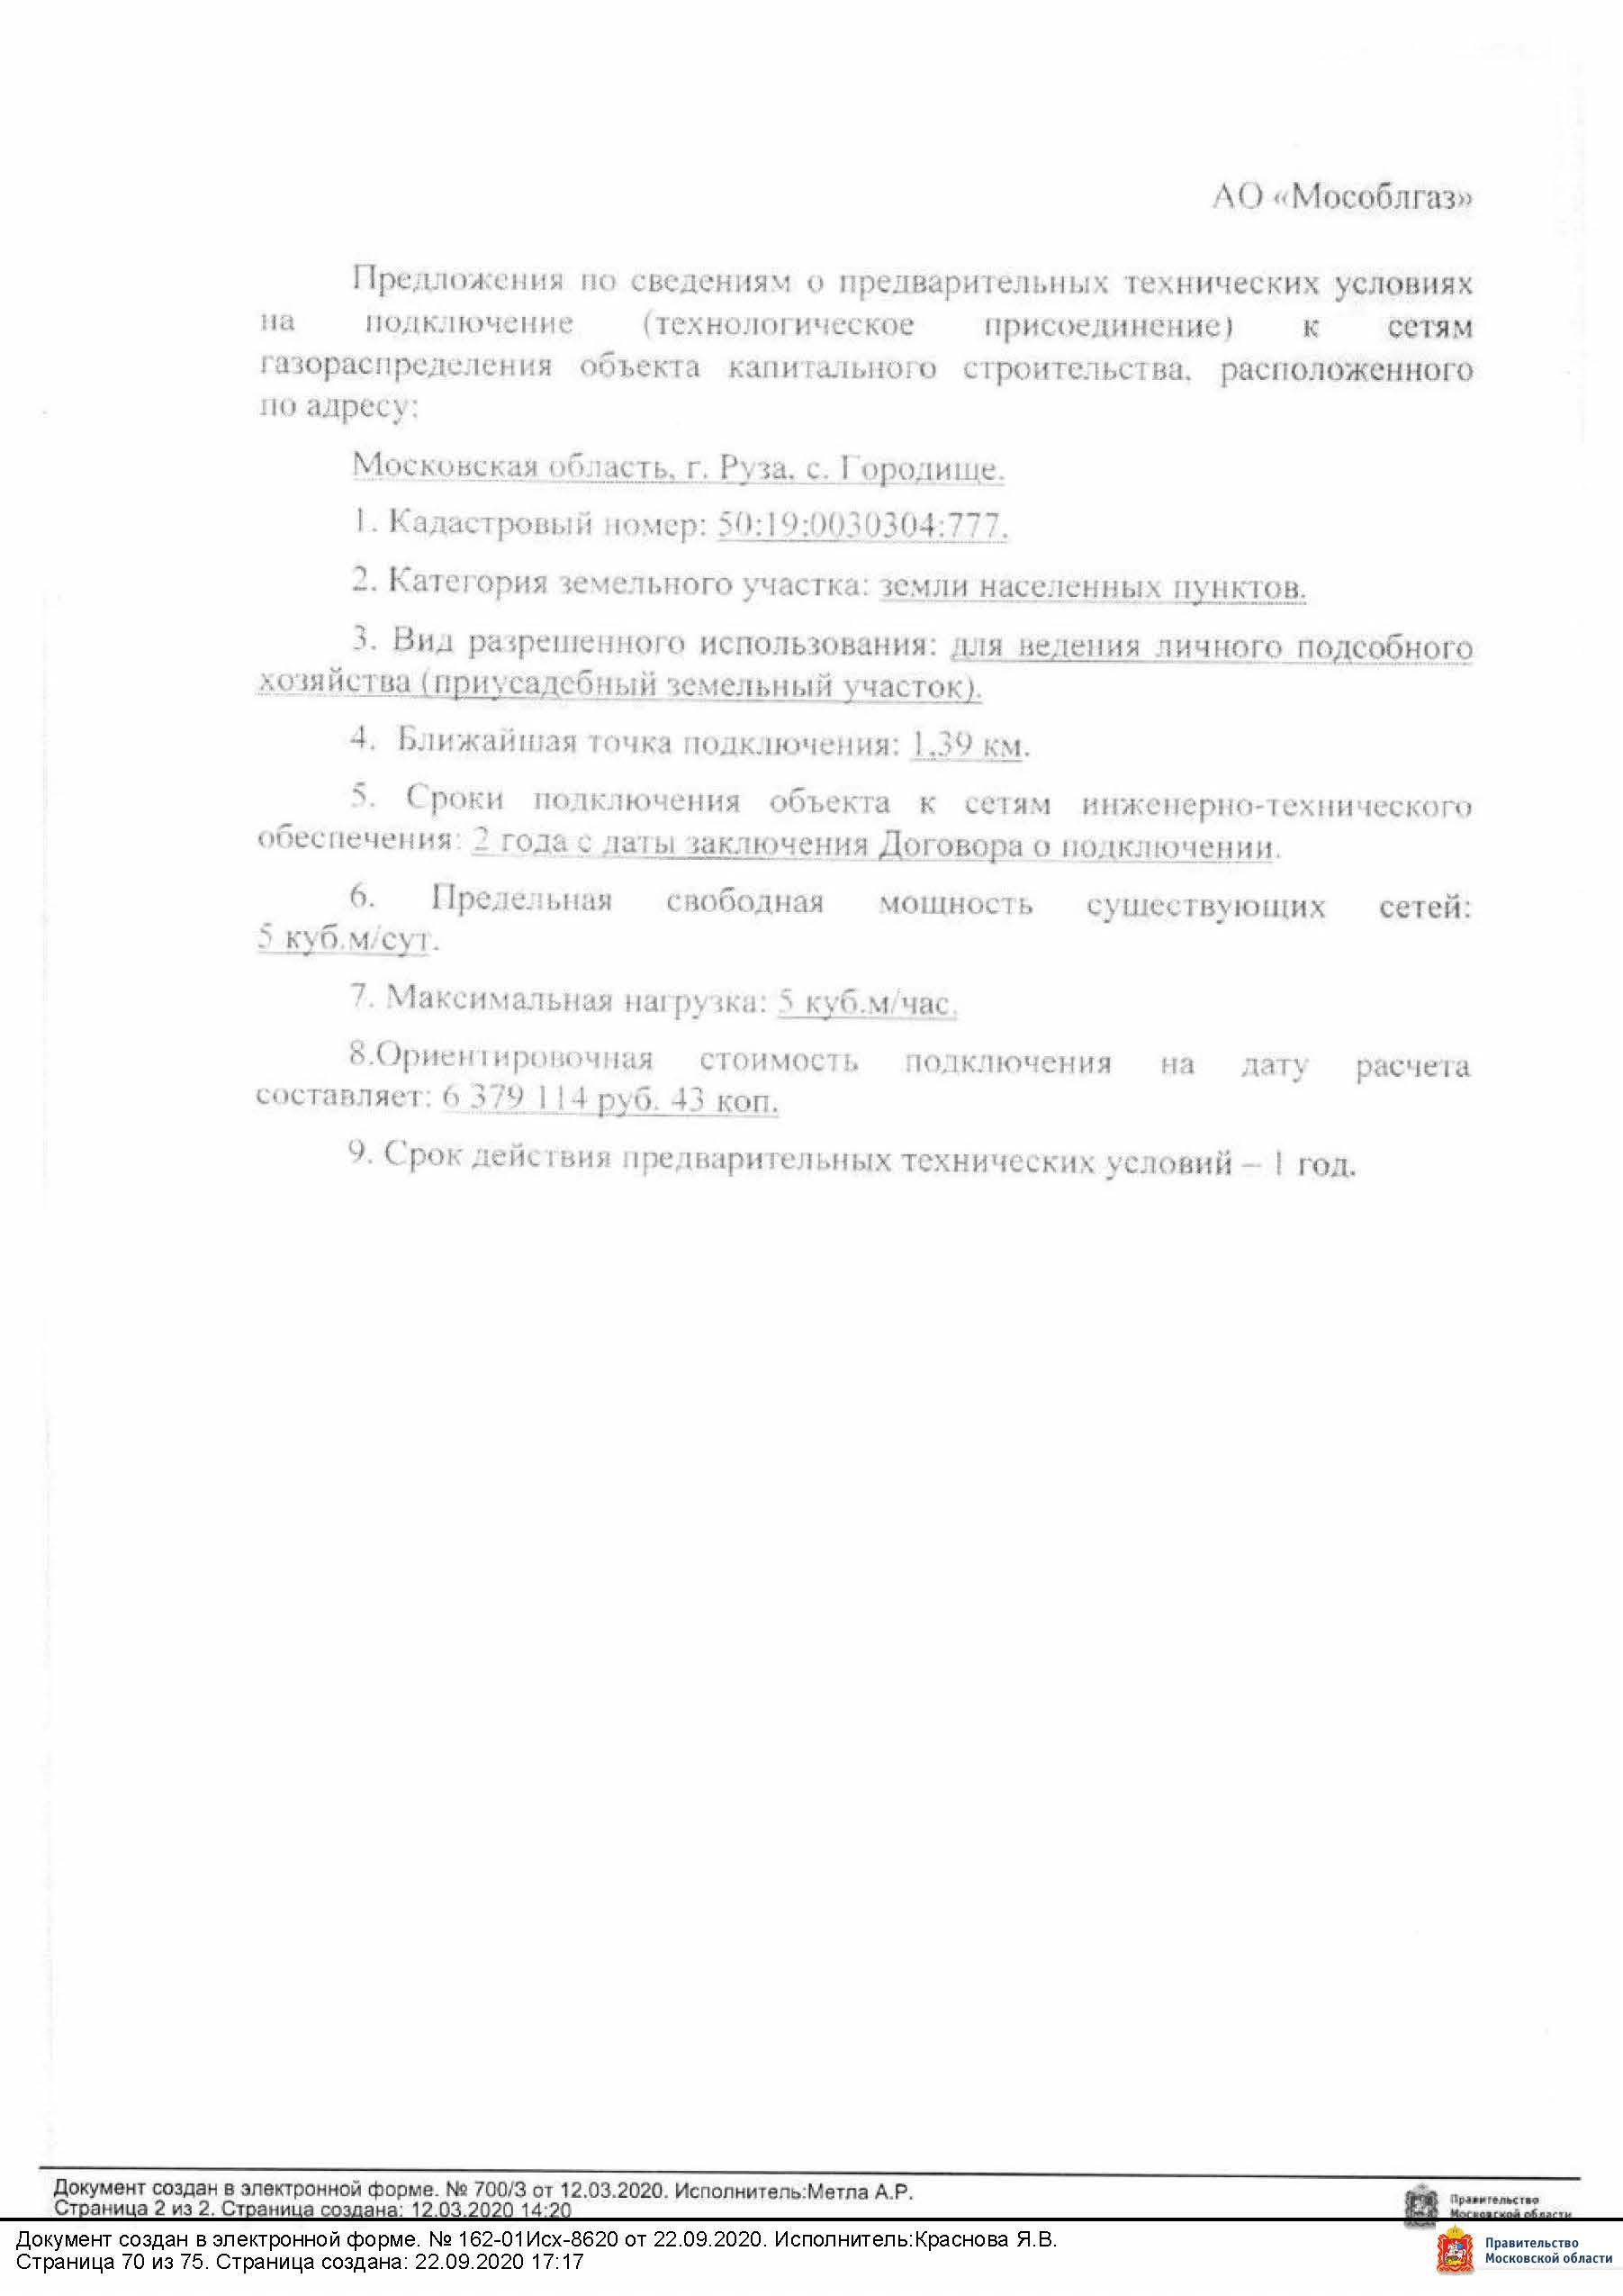 АО «Мособлгаз»
Предложения по сведениям о предварительных технических условиях
на подключение (технологическое присоединение) к сетям
газораспределения объекта капитального строительства, расположенного
по адресу:
Московская область, г. Руза, с. Городище.
1. Кадастровый номер: 50:19:0030304:777.
2. Категория земельного участка: земли населенных пунктов.
3. Вид разрешенного использования: для ведения личного подсобного
хозяйства (приусадебный земельный участок).
4. Ближайшая точка подключения: 1,39 км.
5. Сроки подключения объекта к сетям инженерно-технического
обеспечения: 2 года с даты заключения Договора о подключении.
6. Предельная свободная мощность существующих сетей:
5 куб.м/сут.
7. Максимальная нагрузка: 5 куб.м/час.
8.Ориентировочная стоимость подключения на дату расчета
составляет: 6 379 114 руб. 43 коп.
9. Срок действия предварительных технических условий – 1 год.
Документ создан в электронной форме. № 700/З от 12.03.2020. Исполнитель:Метла А.Р.
Страница 2 из 2. Страница создана: 12.03.2020 14:20
Правительство
Московской области
Документ создан в электронной форме. № 162-01Исх-8620 от 22.09.2020. Исполнитель:Краснова Я.В.
Страница 70 из 75. Страница создана: 22.09.2020 17:17
Правительство
Московской области